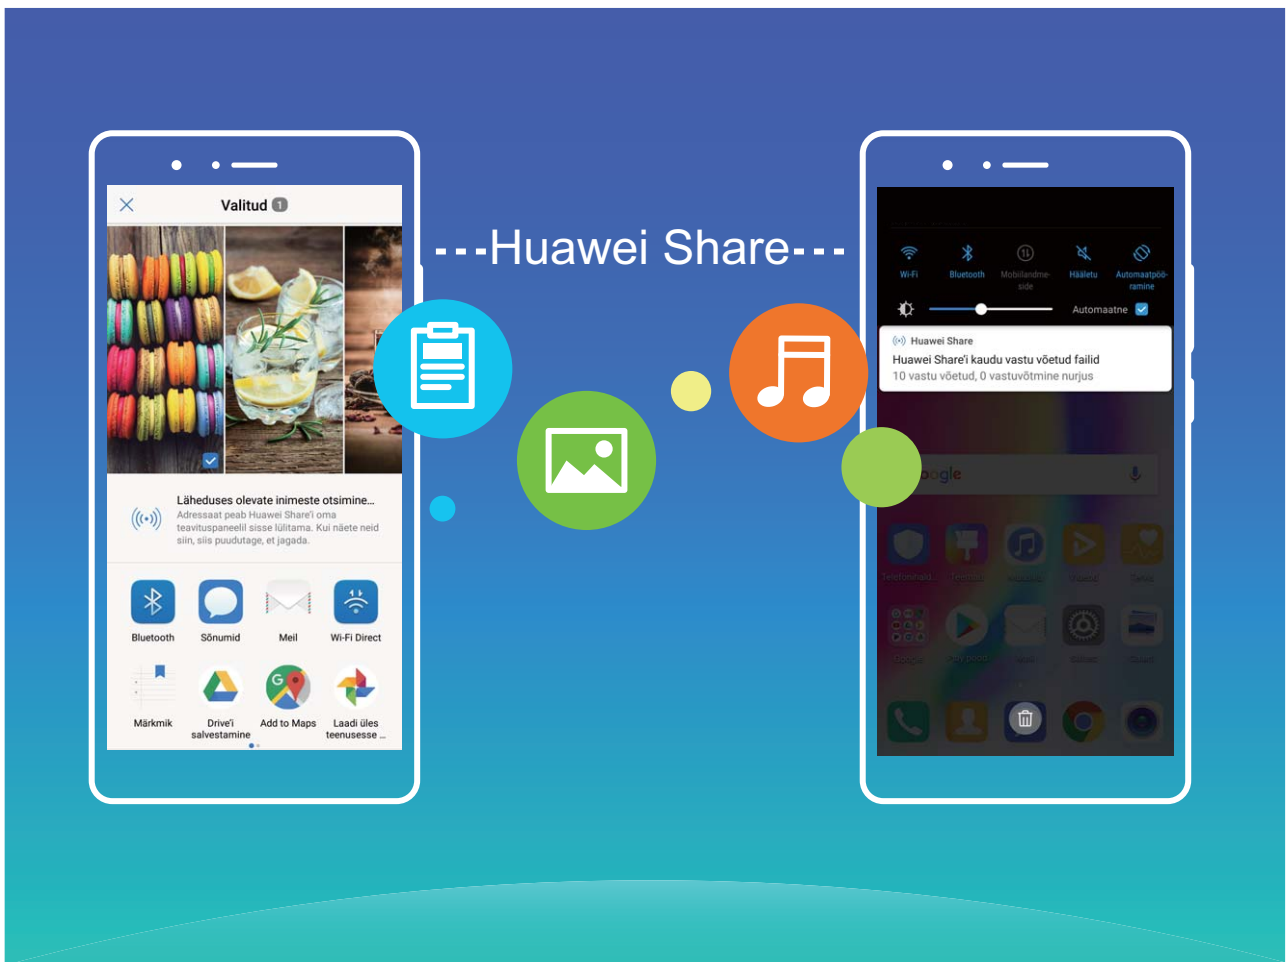 Valitud 1
Läheduses olevate inimeste otsimine...
Adressaat peab Huawei Share'i oma
teavituspaneelil sisse lülitama. Kui näete neid
siin, siis puudutage, et jagada.
Bluetooth
Sõnumid
Meil
Wi-Fi Direct
Märkmik
Drive'i
salvestamine
Add to Maps
Laadi üles
teenusesse ...
---Huawei Share---
Wi-Fi
Bluetooth
Mobiilandme-
side
Hääletu
Automaatpöö-
ramine
Automaatne
Huawei Share
Huawei Share'i kaudu vastu võetud failid
10 vastu võetud, 0 vastuvõtmine nurjus
ogle
Google